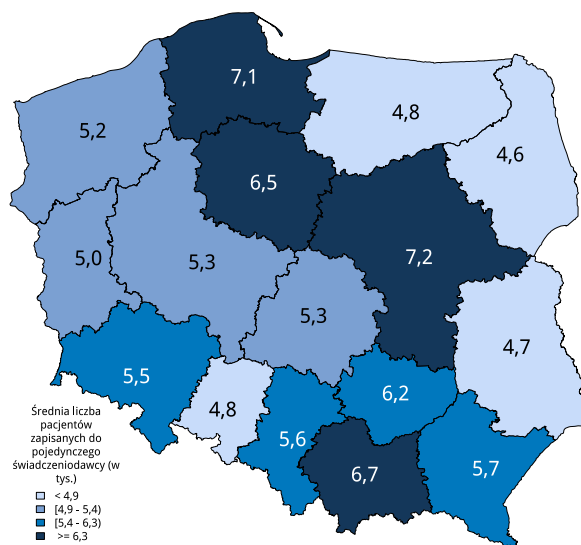 7,1
4,8
5,2
4,6
6,5
5,0
5,3
7,2
5,3
4,7
5,5
6,2
4,8
5,6
5,7
6,7
Średnia liczba
pacjentów
zapisanych do
pojedynczego
świadczeniodawcy (w
tys.)
< 4,9
[4,9 - 5,4)
[5,4 - 6,3)
>= 6,3